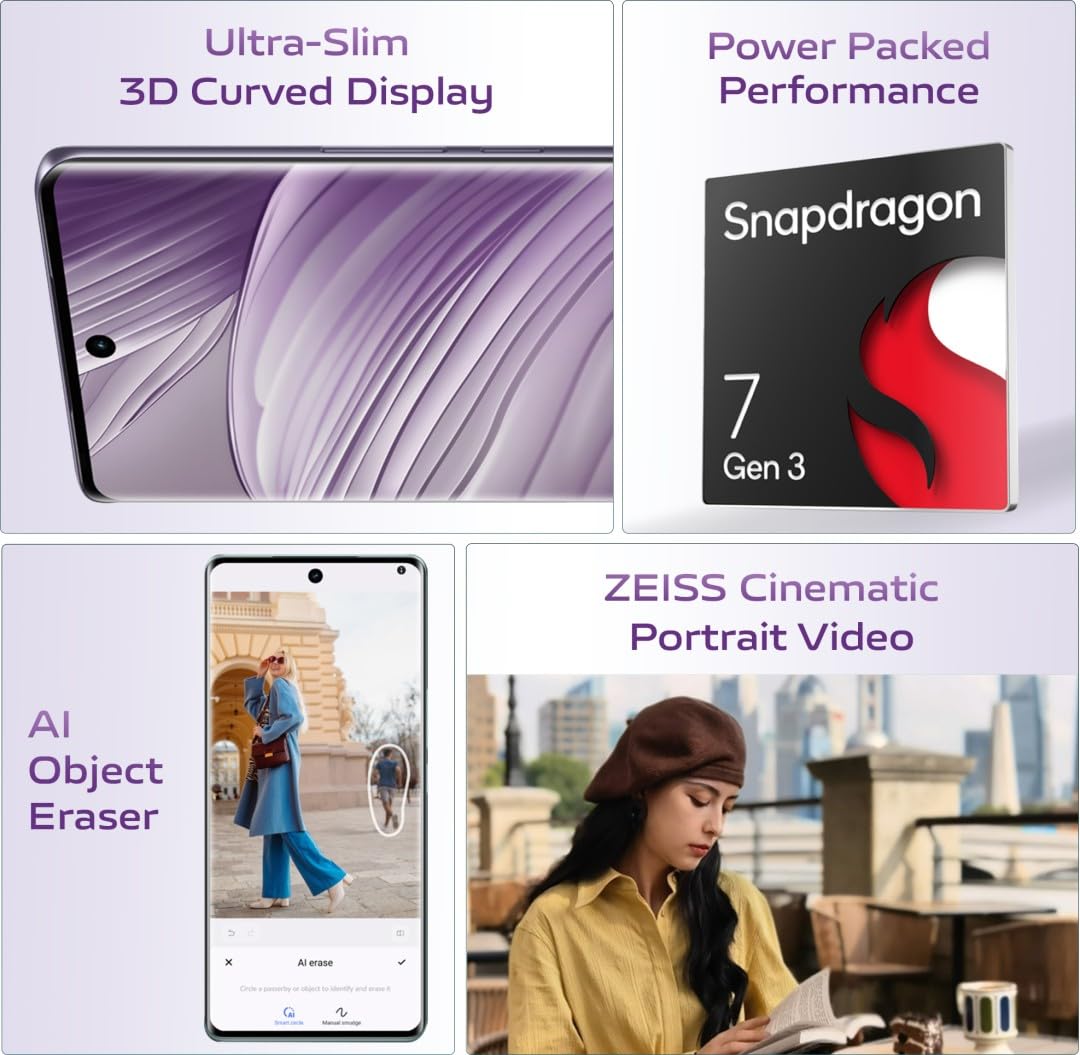 Ultra-Slim
3D Curved Display
Power Packed
Performance
Snapdragon
7
Gen 3
AI
Object
Eraser
AI erase
Circle a passerby or object to identify and erase it
AI
Smart circle
Manual smudge
ZEISS Cinematic
Portrait Video